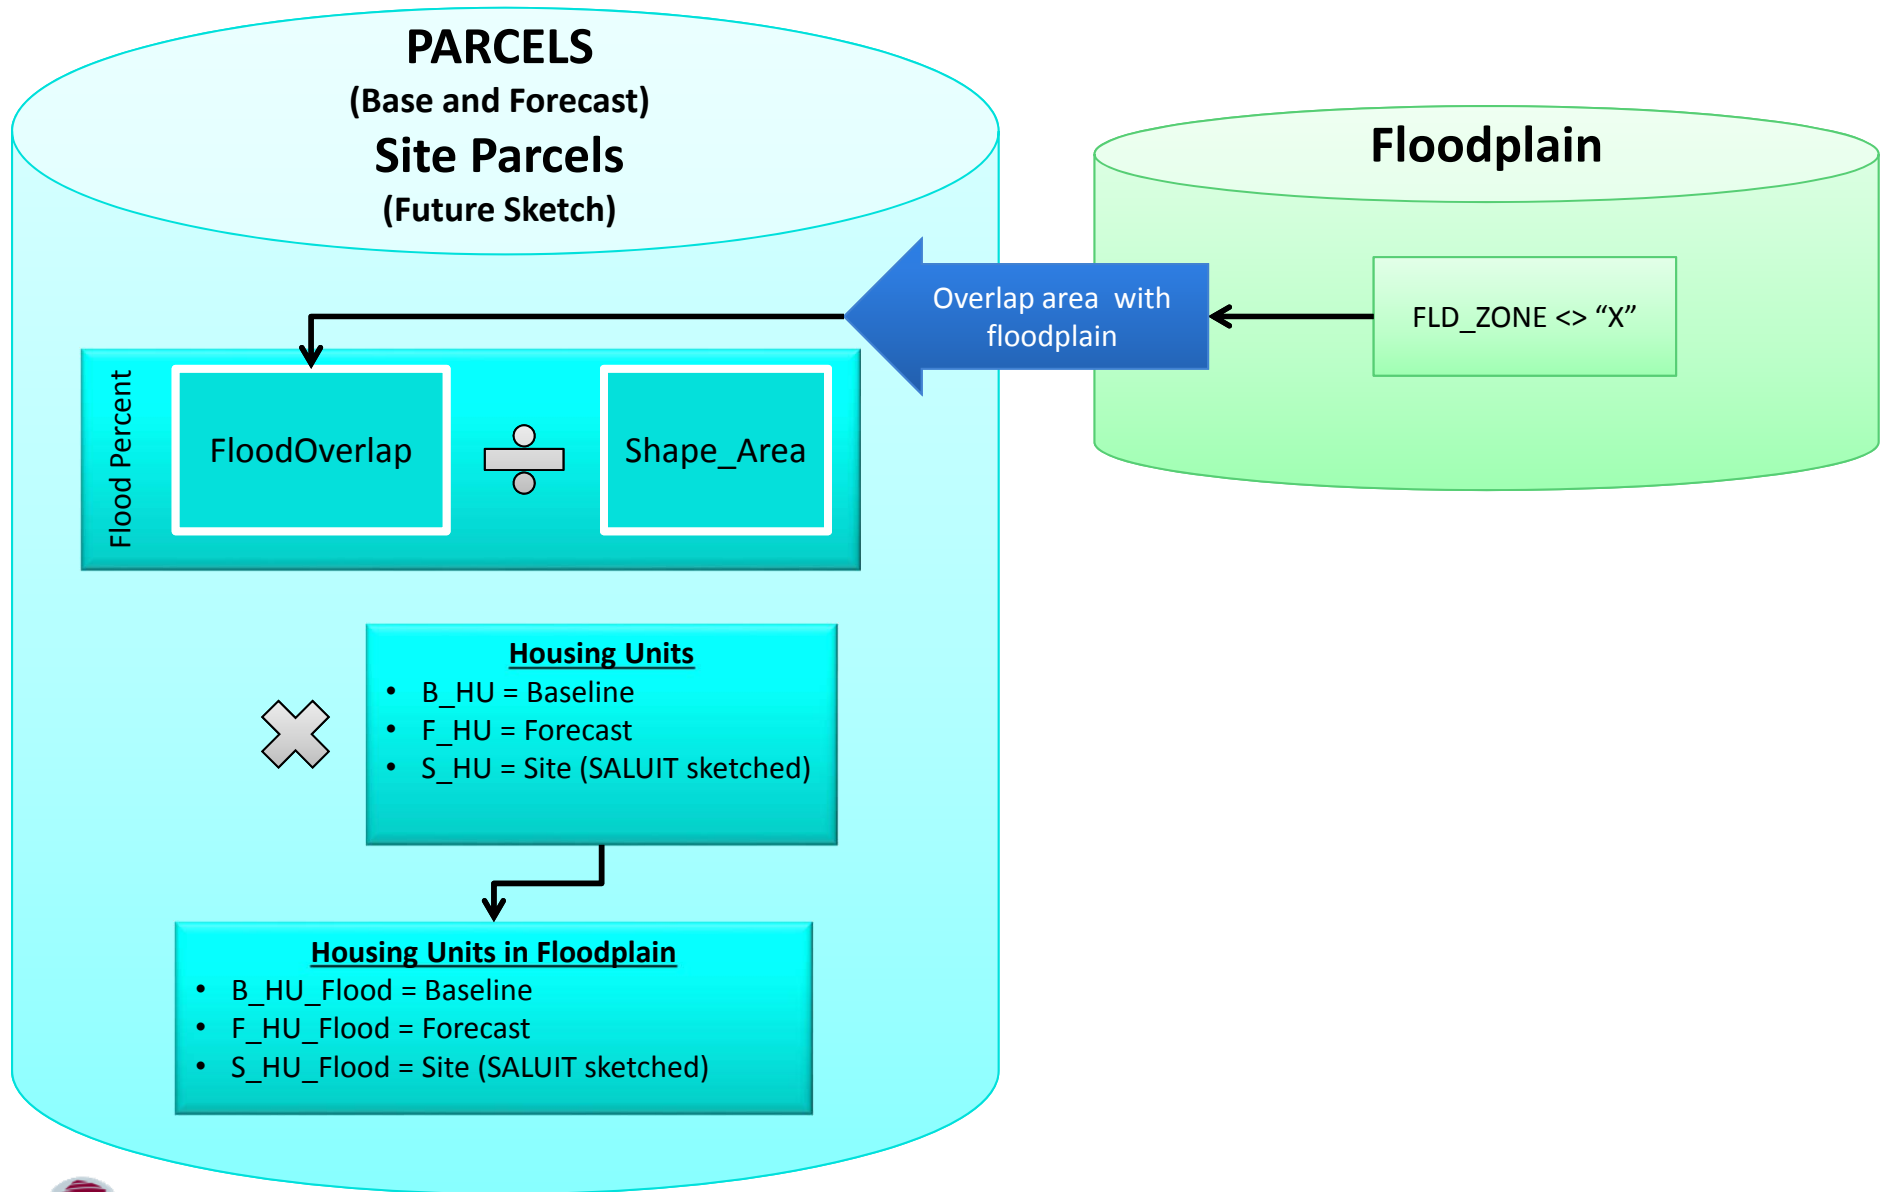 PARCELS
(Base and Forecast)
Site Parcels
(Future Sketch)
Floodplain
Overlap area  with
floodplain
FLD_ZONE <> “X”
Flood Percent
FloodOverlap
Shape_Area
Housing Units
• B_HU = Baseline
• F_HU = Forecast
• S_HU = Site (SALUIT sketched)
Housing Units in Floodplain
• B_HU_Flood = Baseline
• F_HU_Flood = Forecast
• S_HU_Flood = Site (SALUIT sketched)